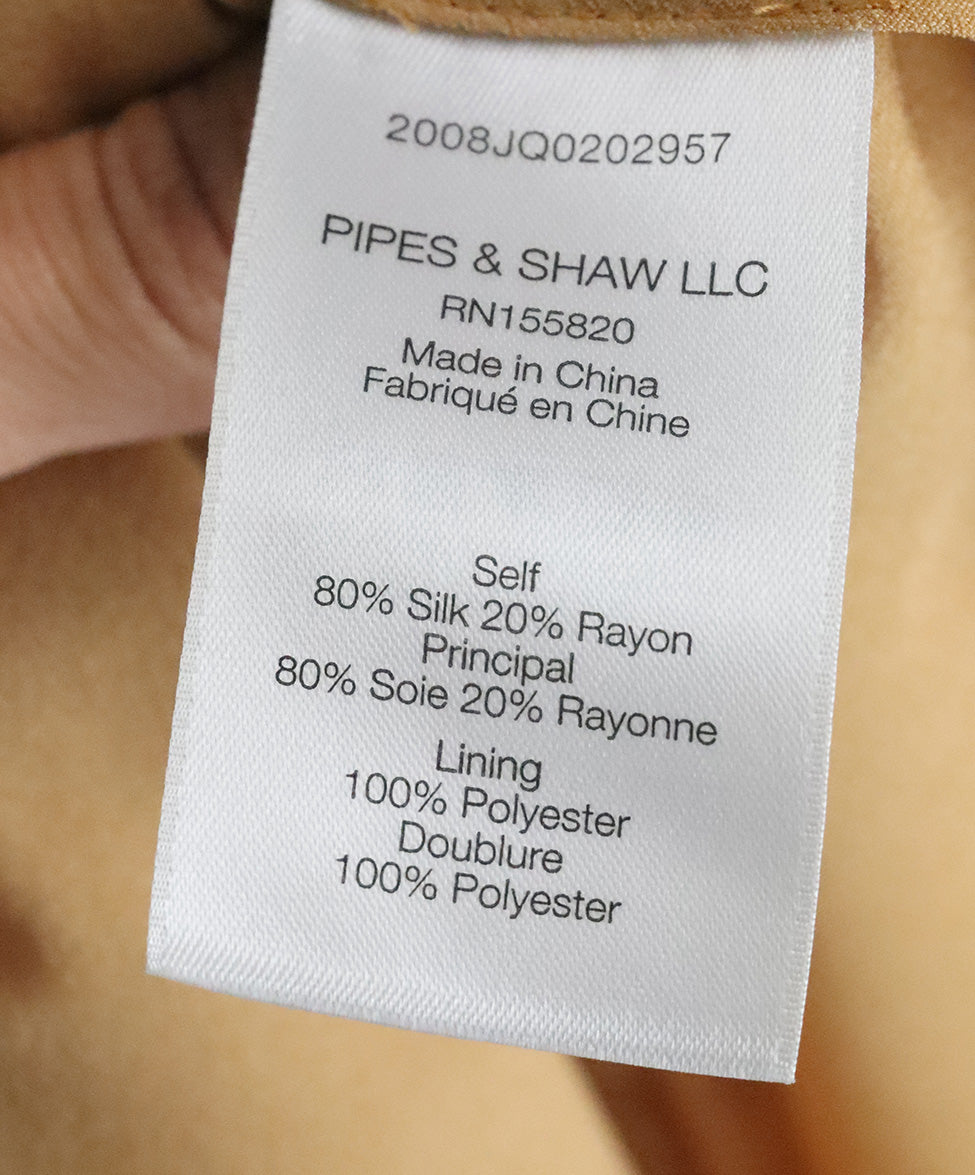 2008JQ0202957
PIPES & SHAW LLC
RN155820
Made in China
Fabriqué en Chine
Self
80% Silk 20% Rayon
Principal
80% Soie 20% Rayonne
Lining
100% Polyester
Doublure
100% Polyester